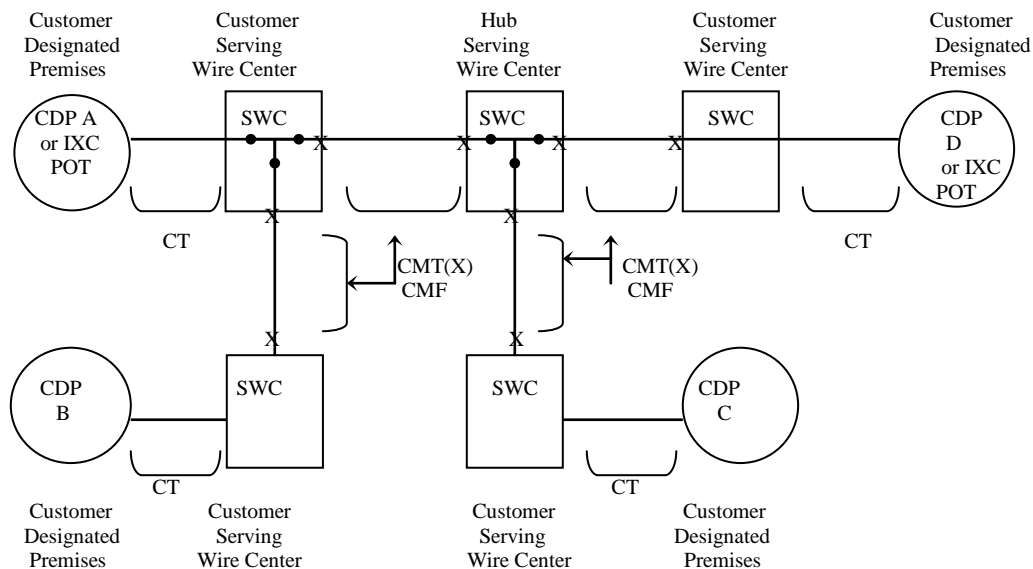 Customer
Designated
Premises
Customer
Serving
Wire Center
Hub
Serving
Wire Center
Customer
Serving
Wire Center
Customer
Designated
Premises
CDP A
or IXC
POT
SWC
SWC
SWC
CDP
D
or IXC
POT
X
X
X
X
X
X
CT
CT
CMT(X)
CMF
CMT(X)
CMF
X
X
CDP
B
SWC
SWC
CDP
C
CT
CT
Customer
Designated
Premises
Customer
Serving
Wire Center
Customer
Serving
Wire Center
Customer
Designated
Premises